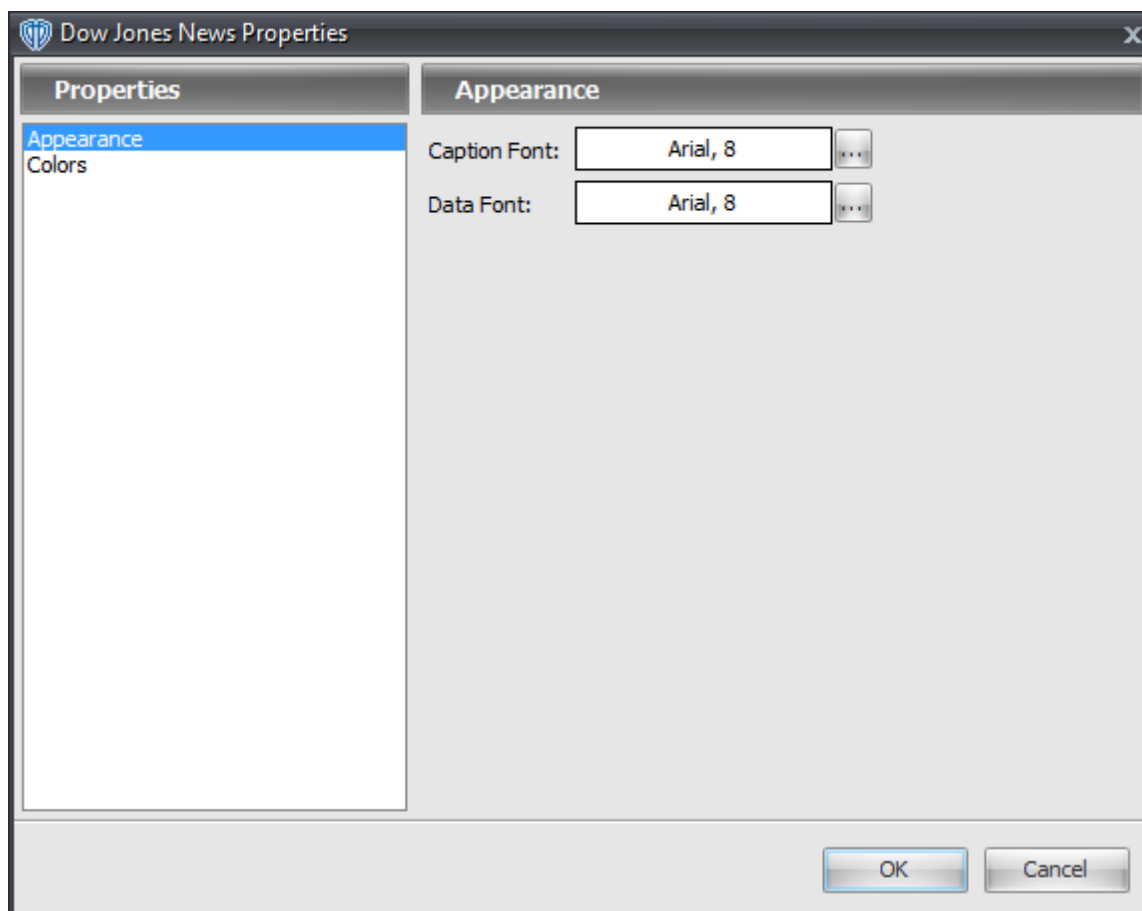 Dow Jones News Properties
x
Properties
Appearance
Appearance
Colors
Caption Font:
Arial, 8
...
Data Font:
Arial, 8
...
OK
Cancel